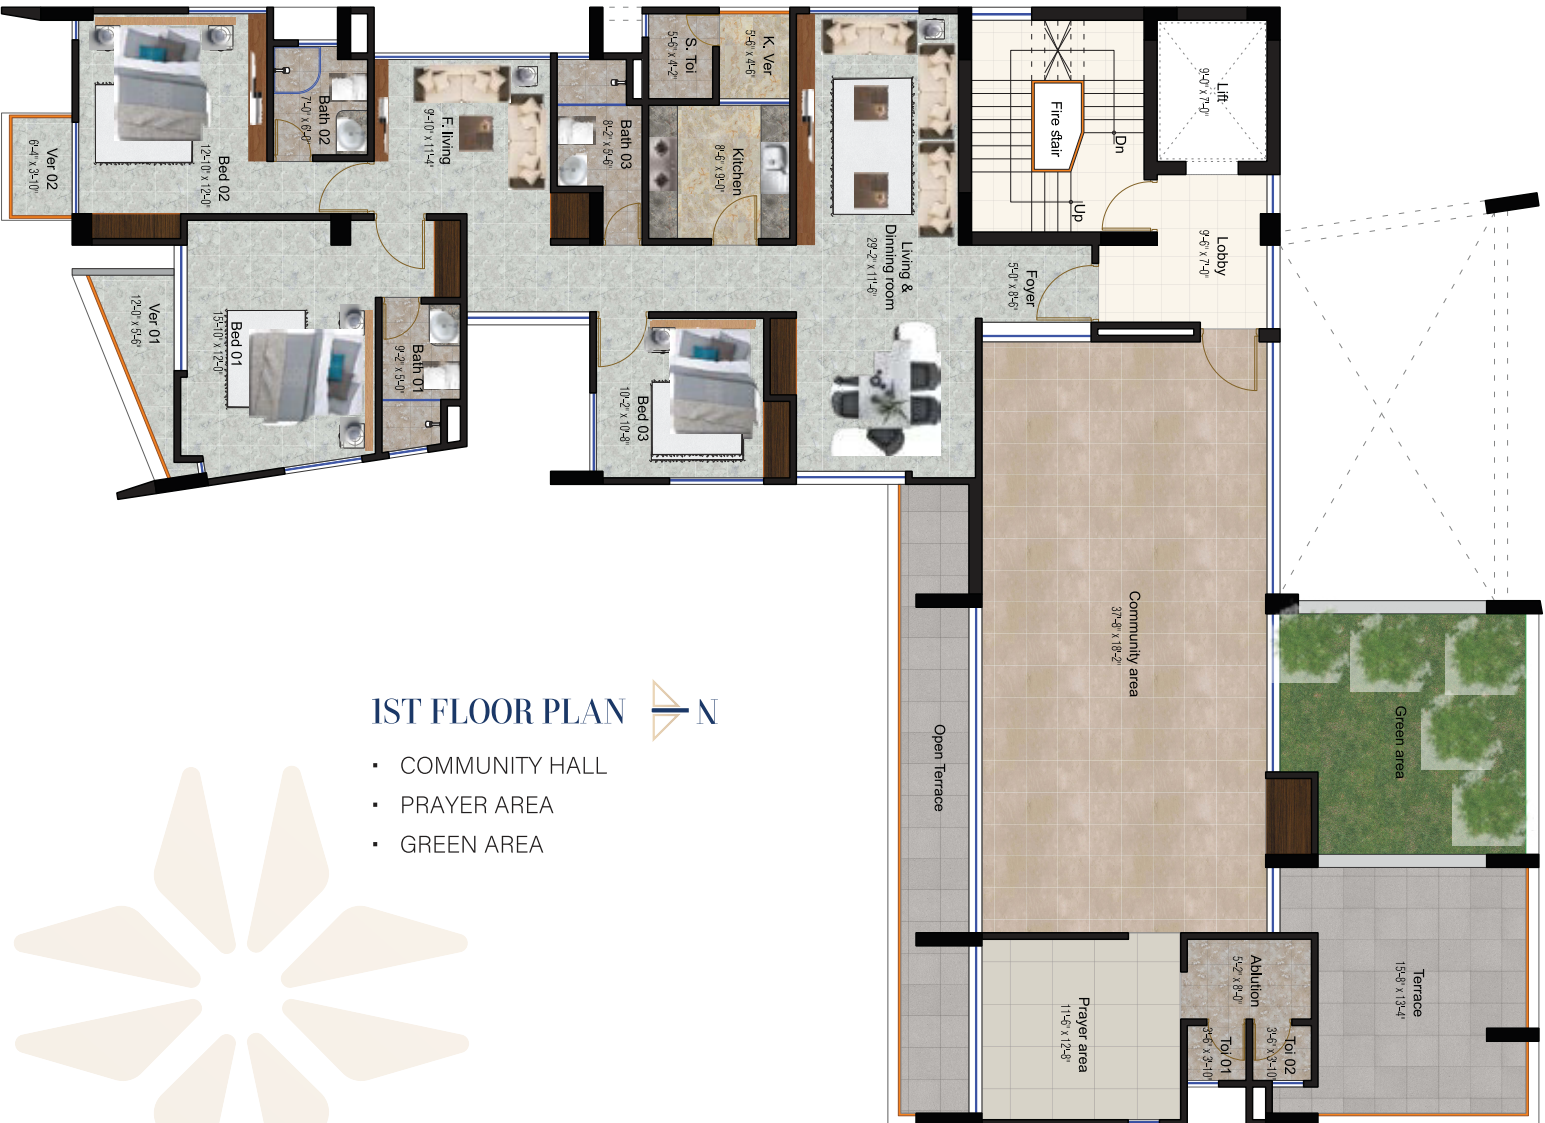 Ver 02
6'-4" x 3'-10"
Bed 02
12'-10" x 12'-0"
Bath 02
7'-0" x 6'-0"
F. living
9'-10" x 11'-4"
Bath 03
8'-2" x 5'-6"
S. Toi
5'-6" x 4'-2"
K. Ver
5'-6" x 4'-6"
Kitchen
8'-6" x 9'-0"
Living &
Dinning room
29'-2" x 11'-6"
Fire stair
Dn
Up
Lift
9'-0" x 7'-0"
Lobby
9'-6" x 7'-0"
Foyer
5'-0" x 8'-6"
Ver 01
12'-0" x 5'-6"
Bed 01
15'-10" x 12'-0"
Bath 01
9'-2" x 5'-0"
Bed 03
10'-2" x 10'-8"
Community area
37'-8" x 18'-2"
Open Terrace
Green area
Terrace
15'-8" x 13'-4"
Ablution
5'-2" x 8'-0"
Toi 01
3'-6" x 3'-10"
Toi 02
3'-6" x 3'-10"
Prayer area
11'-6" x 12'-8"
1ST FLOOR PLAN N
▪ COMMUNITY HALL
▪ PRAYER AREA
▪ GREEN AREA